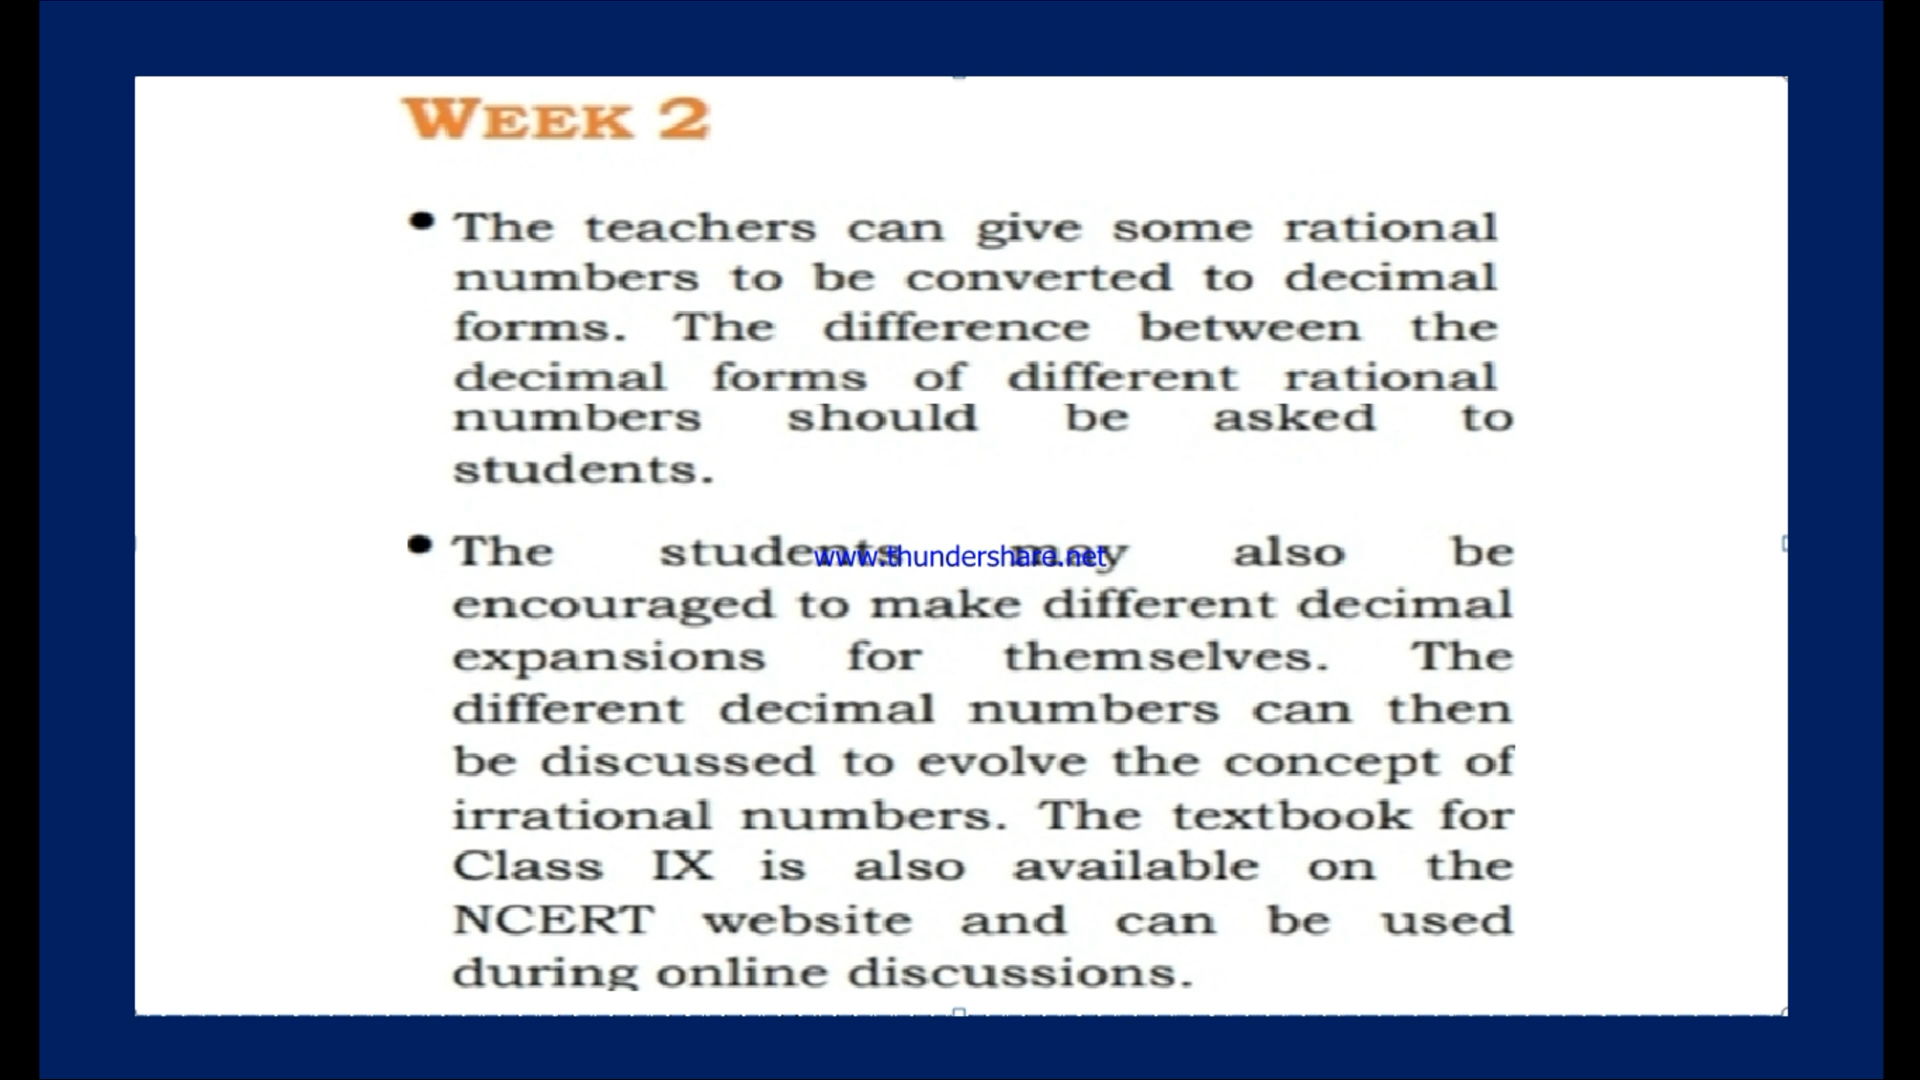 WEEK 2
• The teachers can give some rational
numbers to be converted to decimal
forms. The difference between the
decimal forms of different rational
numbers should be asked to
students.
• The students may also be
www.thundershare.net
encouraged to make different decimal
expansions for themselves. The
different decimal numbers can then
be discussed to evolve the concept of
irrational numbers. The textbook for
Class IX is also available on the
NCERT website and can be used
during online discussions.